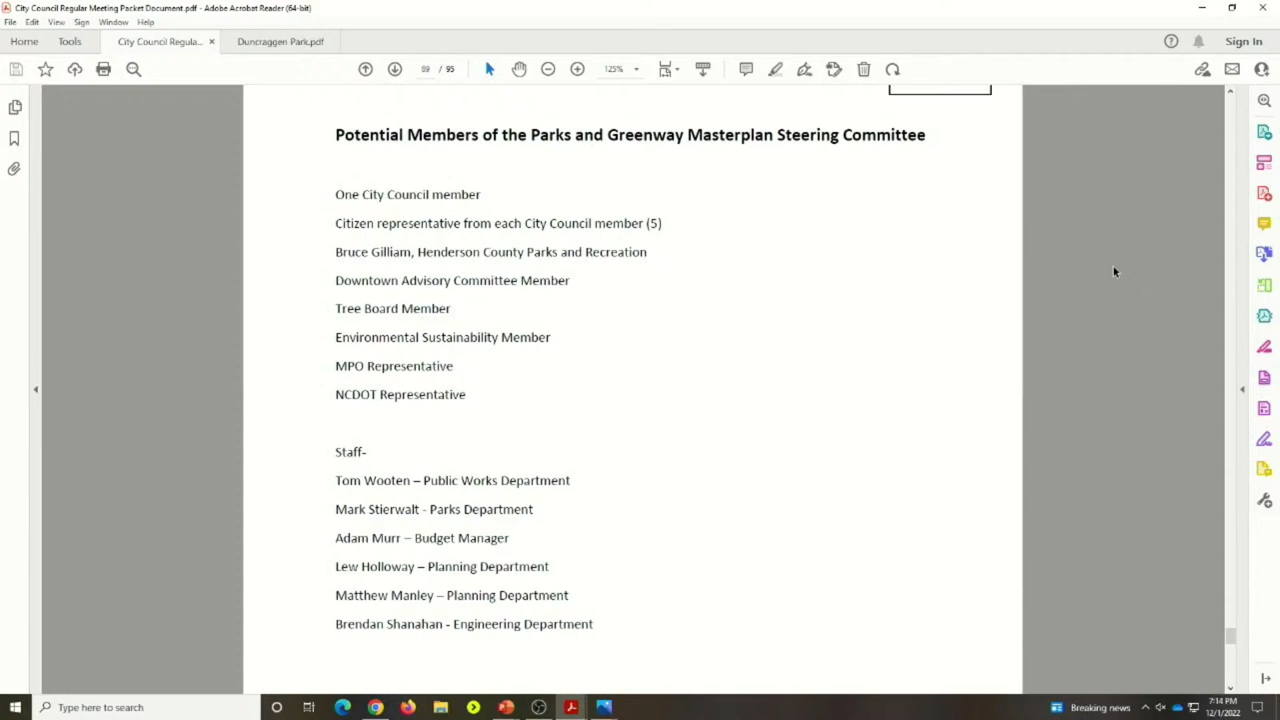 City Council Regular Meeting Packet Document.pdf - Adobe Acrobat Reader (64-bit)
File Edit View Sign Window Help
Home Tools City Council Regula... × Duncraggen Park.pdf Sign In
89 / 95 125%
Potential Members of the Parks and Greenway Masterplan Steering Committee
One City Council member
Citizen representative from each City Council member (5)
Bruce Gilliam, Henderson County Parks and Recreation
Downtown Advisory Committee Member
Tree Board Member
Environmental Sustainability Member
MPO Representative
NCDOT Representative
Staff-
Tom Wooten – Public Works Department
Mark Stierwalt - Parks Department
Adam Murr – Budget Manager
Lew Holloway – Planning Department
Matthew Manley – Planning Department
Brendan Shanahan - Engineering Department
Type here to search Breaking news 7:14 PM
12/1/2022